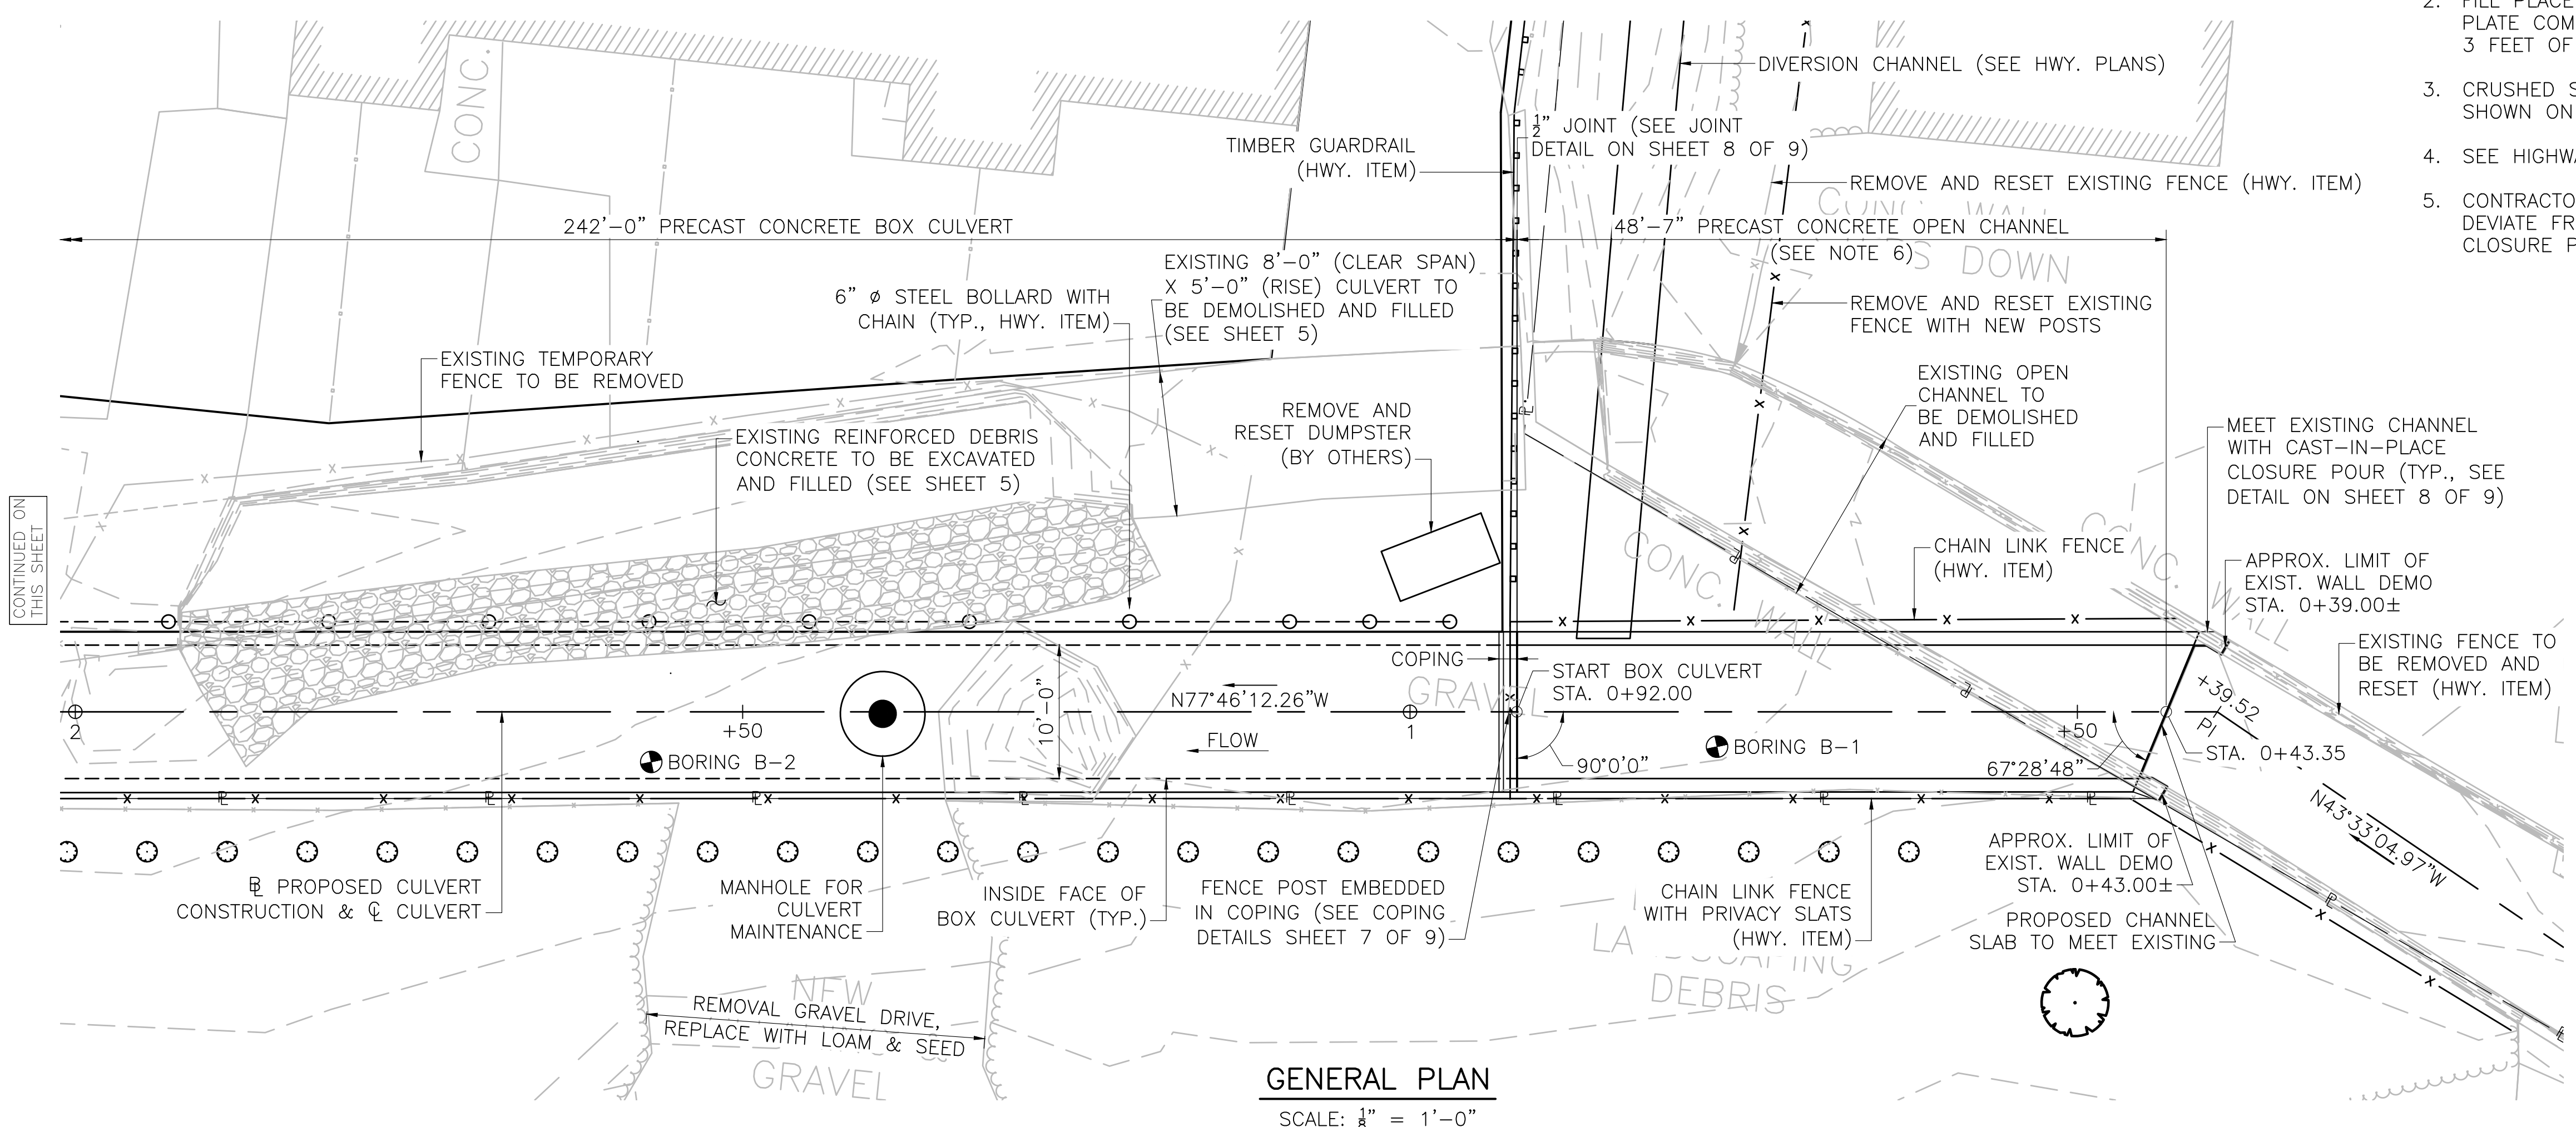 2. FILL PLACE
PLATE COM
3 FEET OF
3. CRUSHED S
SHOWN ON
4. SEE HIGHWA
5. CONTRACTO
DEVIATE FR
CLOSURE P
CONC.
DIVERSION CHANNEL (SEE HWY. PLANS)
TIMBER GUARDRAIL
(HWY. ITEM)
½" JOINT (SEE JOINT
DETAIL ON SHEET 8 OF 9)
REMOVE AND RESET EXISTING FENCE (HWY. ITEM)
CONC. WALL
DOWN
242'-0" PRECAST CONCRETE BOX CULVERT
48'-7" PRECAST CONCRETE OPEN CHANNEL
(SEE NOTE 6)
6" ø STEEL BOLLARD WITH
CHAIN (TYP., HWY. ITEM)
EXISTING 8'-0" (CLEAR SPAN)
X 5'-0" (RISE) CULVERT TO
BE DEMOLISHED AND FILLED
(SEE SHEET 5)
REMOVE AND RESET EXISTING
FENCE WITH NEW POSTS
EXISTING TEMPORARY
FENCE TO BE REMOVED
EXISTING REINFORCED DEBRIS
CONCRETE TO BE EXCAVATED
AND FILLED (SEE SHEET 5)
REMOVE AND
RESET DUMPSTER
(BY OTHERS)
EXISTING OPEN
CHANNEL TO
BE DEMOLISHED
AND FILLED
MEET EXISTING CHANNEL
WITH CAST-IN-PLACE
CLOSURE POUR (TYP., SEE
DETAIL ON SHEET 8 OF 9)
CONTINUED ON
THIS SHEET
CHAIN LINK FENCE
(HWY. ITEM)
CONC. WALL
CONC. WALL
APPROX. LIMIT OF
EXIST. WALL DEMO
STA. 0+39.00±
EXISTING FENCE TO
BE REMOVED AND
RESET (HWY. ITEM)
COPING
START BOX CULVERT
STA. 0+92.00
GRAVEL
N77°46'12.26"W
FLOW
10'-0"
2
+50
1
+50
+39.52
PI
STA. 0+43.35
BORING B-2
BORING B-1
90°0'0"
67°28'48"
N43°33'04.97"W
℄ PROPOSED CULVERT
CONSTRUCTION & ℄ CULVERT
MANHOLE FOR
CULVERT
MAINTENANCE
INSIDE FACE OF
BOX CULVERT (TYP.)
FENCE POST EMBEDDED
IN COPING (SEE COPING
DETAILS SHEET 7 OF 9)
CHAIN LINK FENCE
WITH PRIVACY SLATS
(HWY. ITEM)
APPROX. LIMIT OF
EXIST. WALL DEMO
STA. 0+43.00±
PROPOSED CHANNEL
SLAB TO MEET EXISTING
LANDSCAPING
DEBRIS
NEW
GRAVEL
REMOVAL GRAVEL DRIVE,
REPLACE WITH LOAM & SEED
GENERAL PLAN
SCALE: ⅛" = 1'-0"